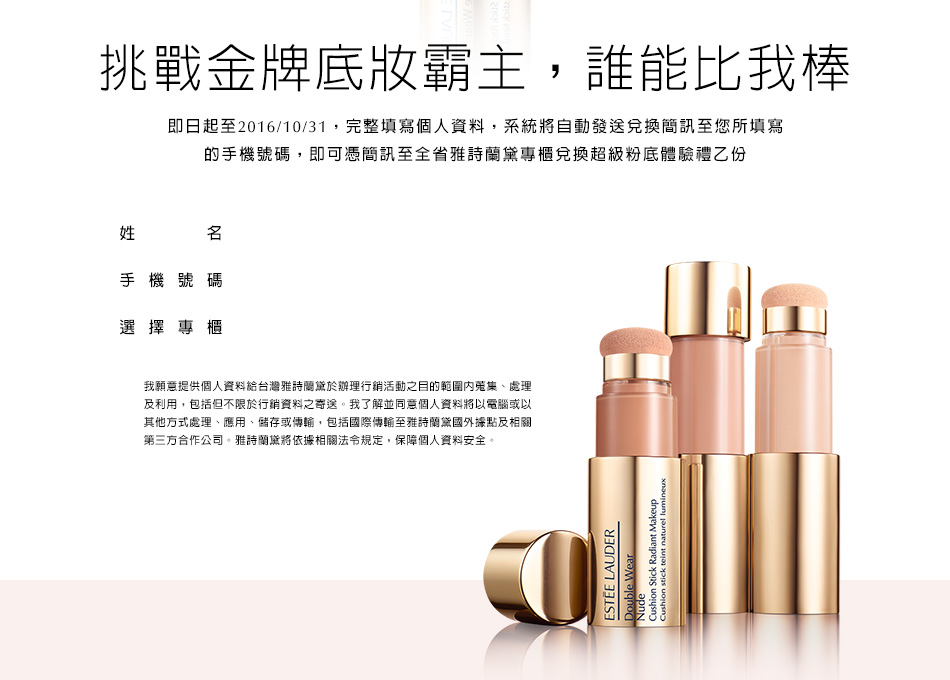 挑戰金牌底妝霸主，誰能比我棒
即日起至2016/10/31，完整填寫個人資料，系統將自動發送兌換簡訊至您所填寫
的手機號碼，即可憑簡訊至全省雅詩蘭黛專櫃兌換超級粉底體驗禮乙份
姓名
手機號碼
選擇專櫃
我願意提供個人資料給台灣雅詩蘭黛於辦理行銷活動之目的範圍內蒐集、處理
及利用，包括但不限於行銷資料之寄送。我了解並同意個人資料將以電腦或以
其他方式處理、應用、儲存或傳輸，包括國際傳輸至雅詩蘭黛國外據點及相關
第三方合作公司。雅詩蘭黛將依據相關法令規定，保障個人資料安全。
ESTĒE LAUDER
Double Wear
Nude
Cushion Stick Radiant Makeup
Cushion stick teint naturel lumineux